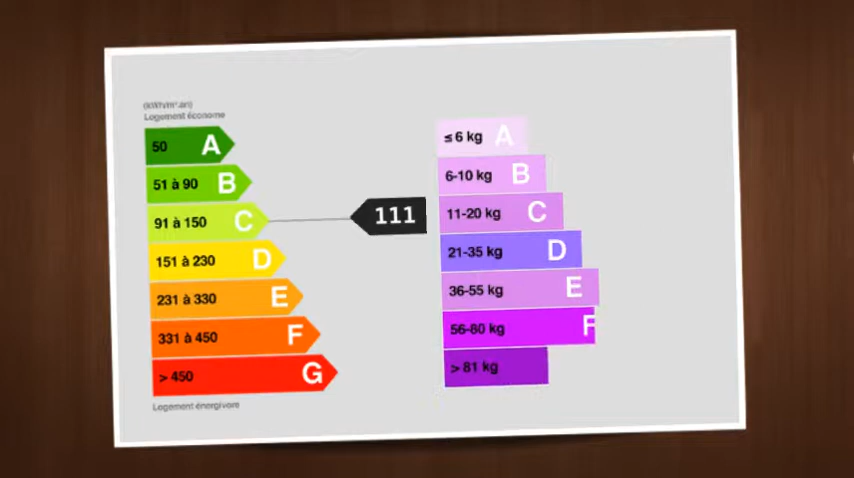 (kWh/m².an)
Logement économe
50 A
51 à 90 B
91 à 150 C
111
151 à 230 D
231 à 330 E
331 à 450 F
> 450 G
Logement énergivore
≤ 6 kg A
6-10 kg B
11-20 kg C
21-35 kg D
36-55 kg E
56-80 kg F
> 81 kg